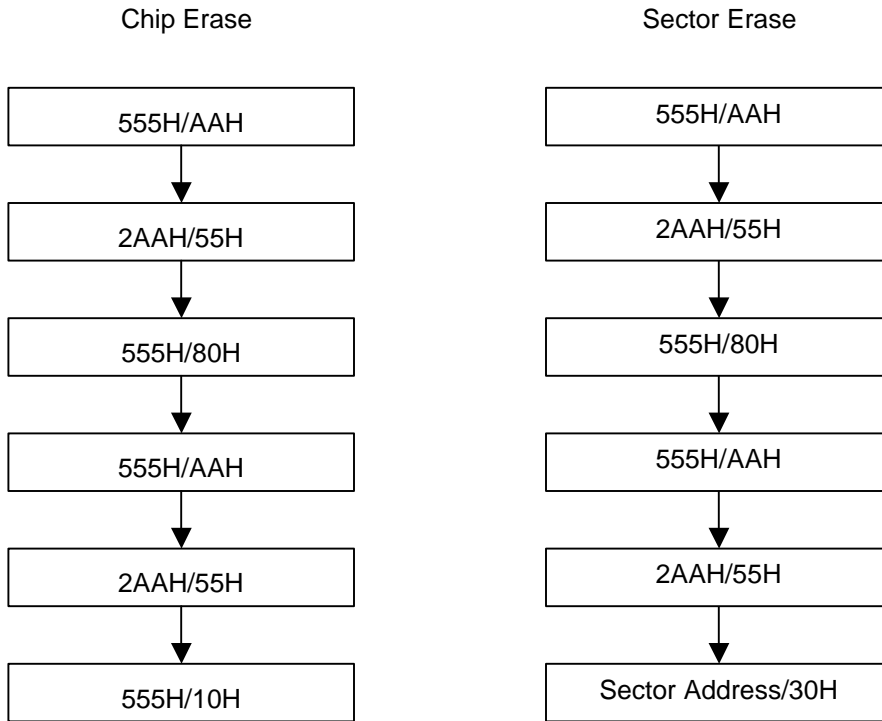 Chip Erase
555H/AAH
2AAH/55H
555H/80H
555H/AAH
2AAH/55H
555H/10H
Sector Erase
555H/AAH
2AAH/55H
555H/80H
555H/AAH
2AAH/55H
Sector Address/30H